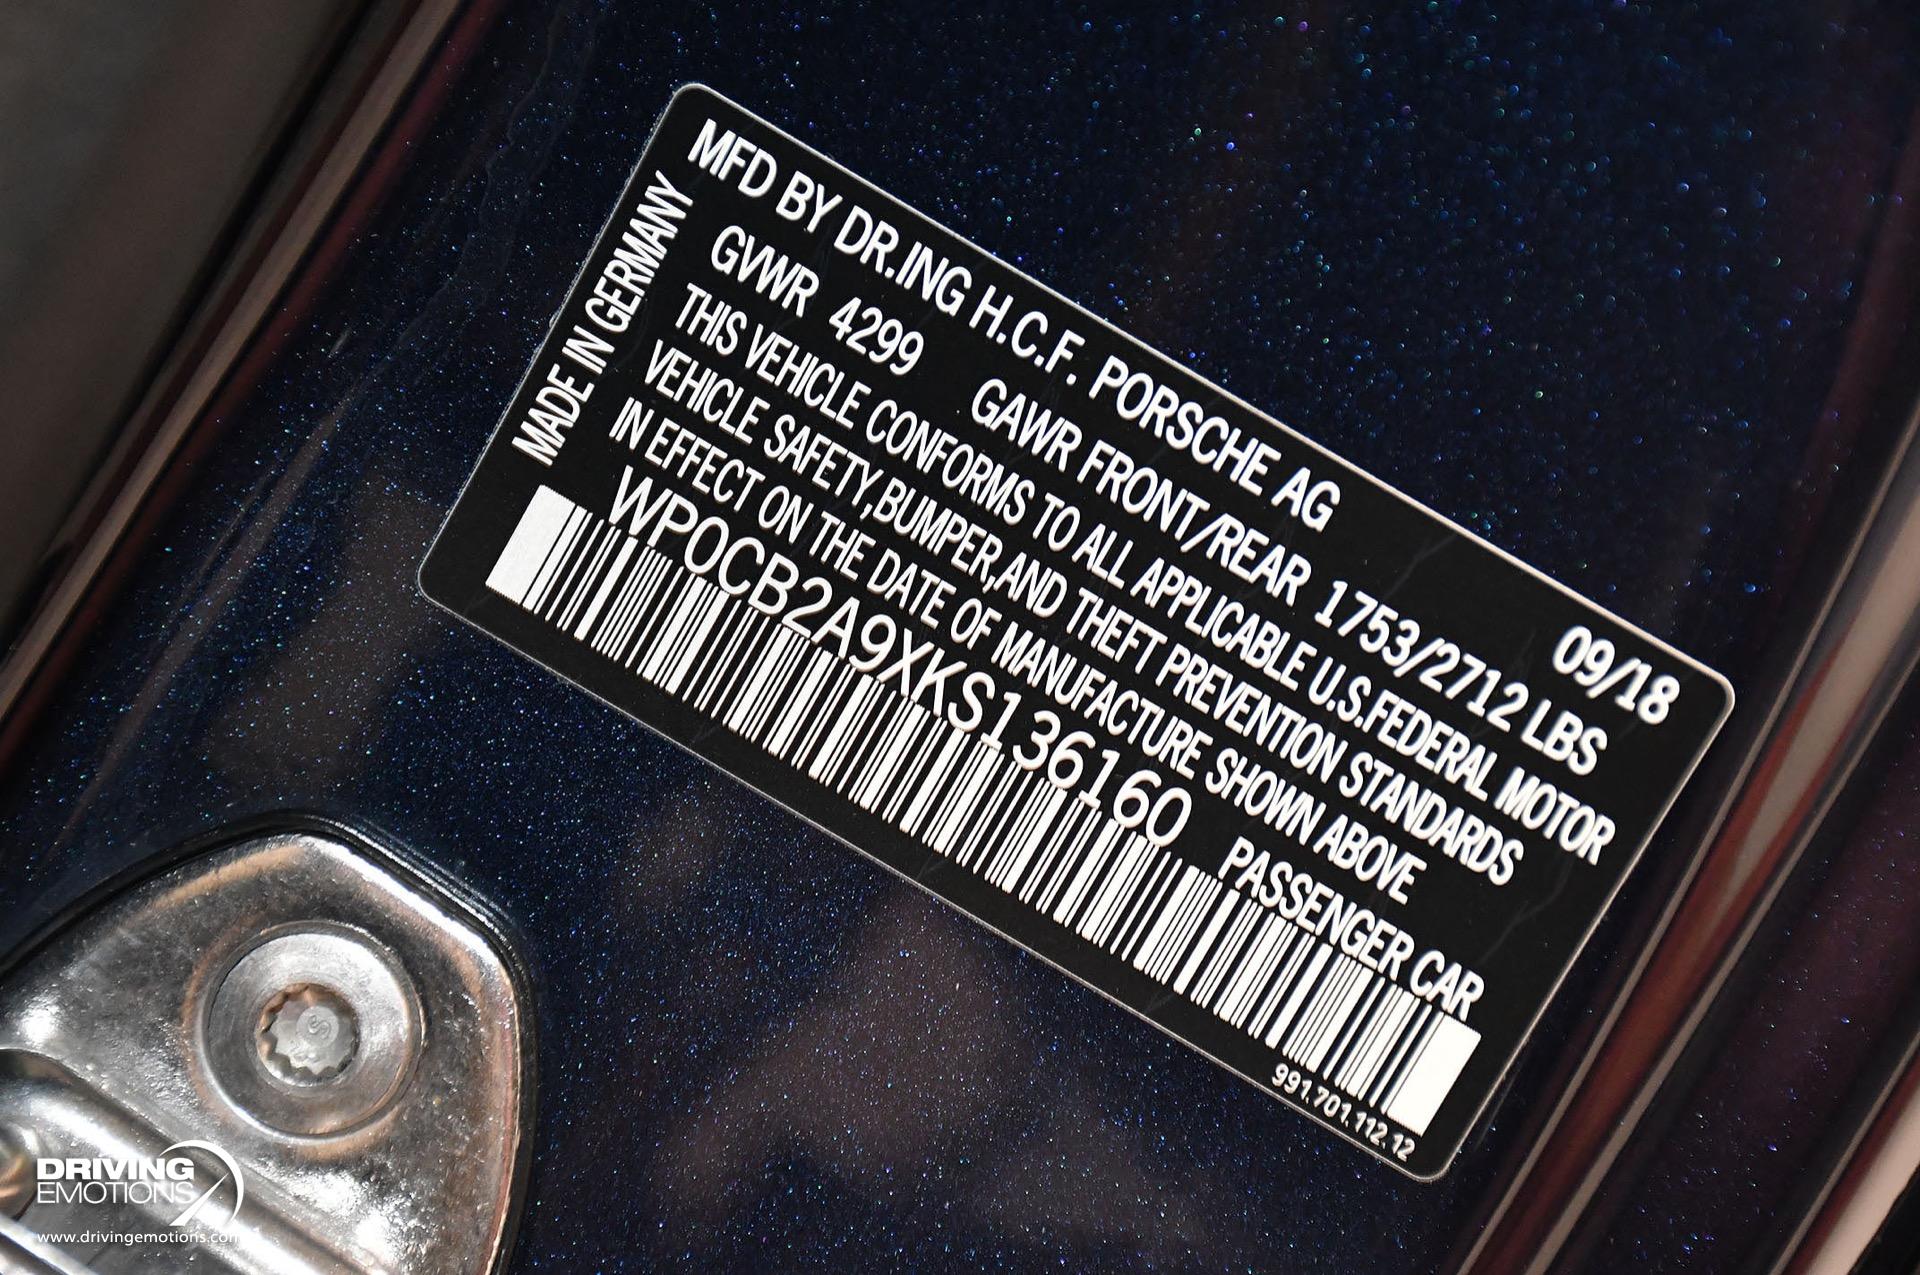 MFD BY DR.ING H.C.F. PORSCHE AG 09/18
GVWR 4299 GAWR FRONT/REAR 1753/2712 LBS
THIS VEHICLE CONFORMS TO ALL APPLICABLE U.S.FEDERAL MOTOR
VEHICLE SAFETY,BUMPER,AND THEFT PREVENTION STANDARDS
IN EFFECT ON THE DATE OF MANUFACTURE SHOWN ABOVE
WP0CB2A9XKS136160 PASSENGER CAR
991.701.112.12
MADE IN GERMANY
S
DRIVING
EMOTIONS
www.drivingemotions.com